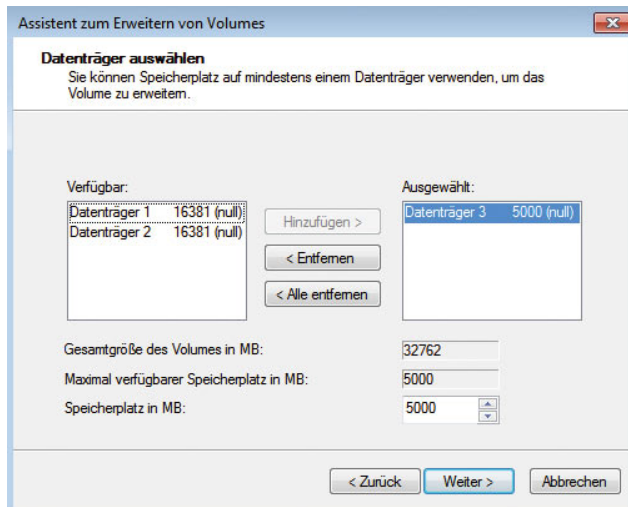 Assistent zum Erweitern von Volumes
Datenträger auswählen
Sie können Speicherplatz auf mindestens einem Datenträger verwenden, um das
Volume zu erweitern.
Verfügbar:
Datenträger 1 16381 (null)
Datenträger 2 16381 (null)
Hinzufügen >
< Entfernen
< Alle entfernen
Ausgewählt:
Datenträger 3 5000 (null)
Gesamtgröße des Volumes in MB: 32762
Maximal verfügbarer Speicherplatz in MB: 5000
Speicherplatz in MB: 5000
< Zurück Weiter > Abbrechen